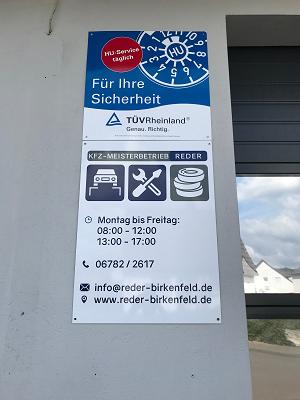 HU-Service
täglich
HU
Für Ihre
Sicherheit
TÜVRheinland®
Genau. Richtig.
KFZ-MEISTERBETRIEB REDER
Montag bis Freitag:
08:00 - 12:00
13:00 - 17:00
06782 / 2617
info@reder-birkenfeld.de
www.reder-birkenfeld.de